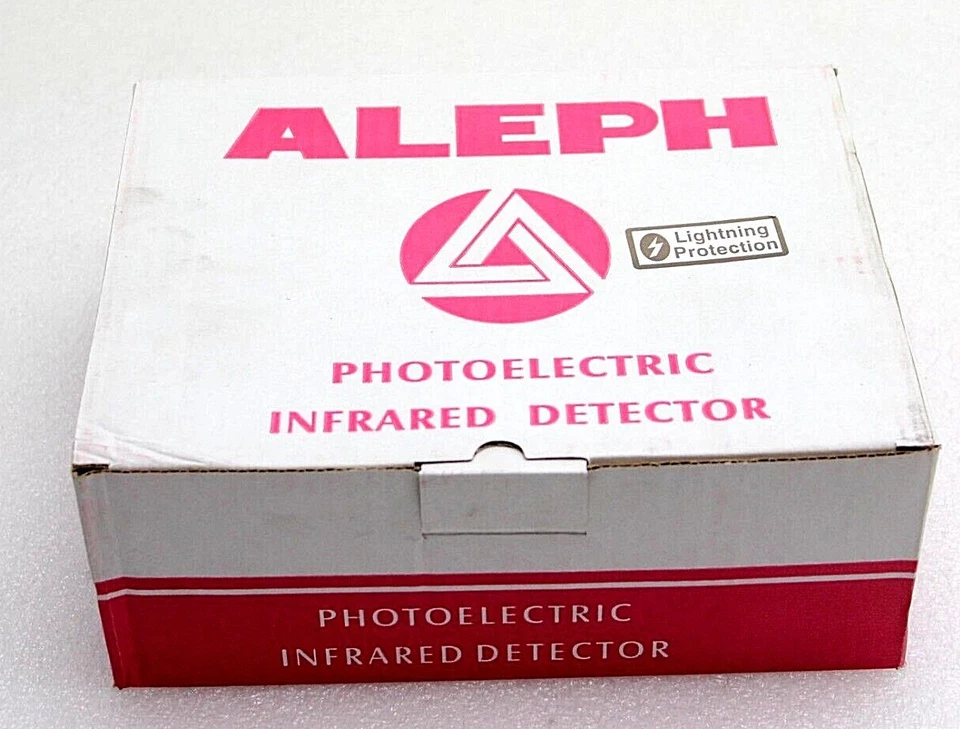 ALEPH
Lightning
Protection
PHOTOELECTRIC
INFRARED DETECTOR
PHOTOELECTRIC
INFRARED DETECTOR